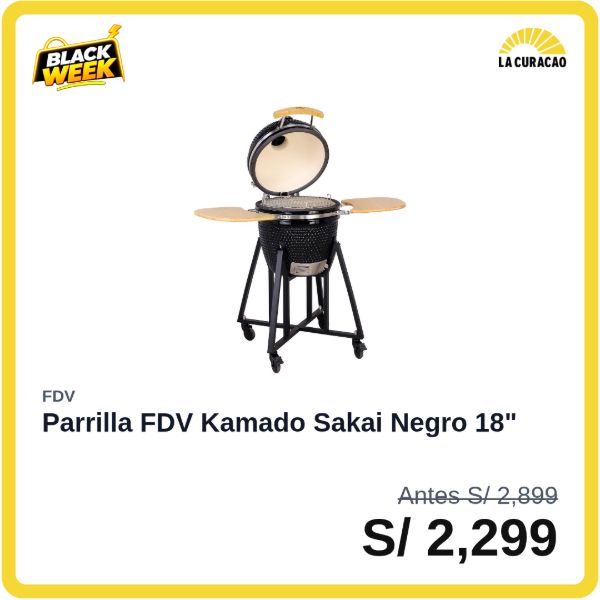 BLACK
WEEK
LA CURACAO
FDV
Parrilla FDV Kamado Sakai Negro 18"
Antes S/ 2,899
S/ 2,299